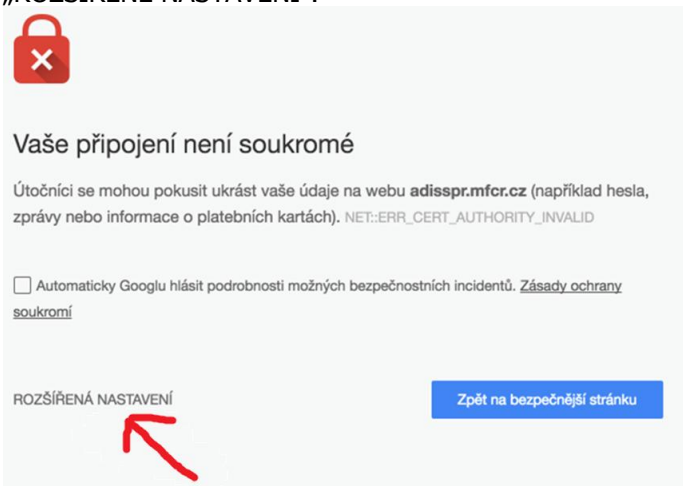 „ROZŠÍŘENÉ NASTAVENÍ“.
Vaše připojení není soukromé
Útočníci se mohou pokusit ukrást vaše údaje na webu adisspr.mfcr.cz (například hesla,
zprávy nebo informace o platebních kartách). NET::ERR_CERT_AUTHORITY_INVALID
Automaticky Googlu hlásit podrobnosti možných bezpečnostních incidentů. Zásady ochrany
soukromí
ROZŠÍŘENÁ NASTAVENÍ
Zpět na bezpečnější stránku